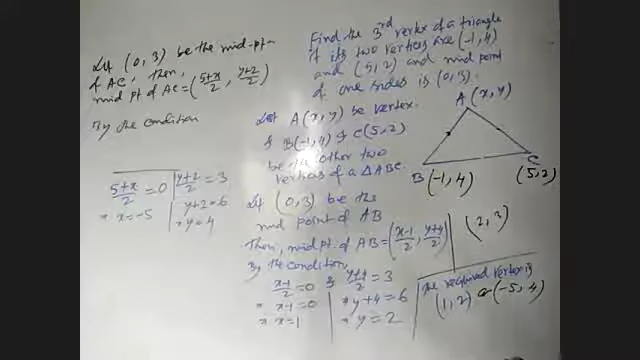 Find the 3rd vertex of a triangle
if its two vertices are (-1, 4)
and (5, 2) and mid point
of one sides is (0, 3).
Let A(x, y) be vertex.
& B(-1, 4) & C(5, 2)
be the other two
vertices of a Δ ABC.
A (x, y)
B (-1, 4)
C
(5, 2)
If (0, 3) be the
mid point of AB
Then, mid pt. of AB = (x-1/2, y+4/2)
By the condition
x-1/2 = 0 & y+4/2 = 3
x-1 = 0
x = 1
y+4 = 6
y = 2
(2, 3)
Let (0, 3) be the mid-pt.
of AC, then,
mid pt of AC = (5+x/2, y+2/2)
By the condition
5+x/2 = 0
x = -5
y+2/2 = 3
y+2 = 6
y = 4
The required vertex is
(1, 2) or (-5, 4)